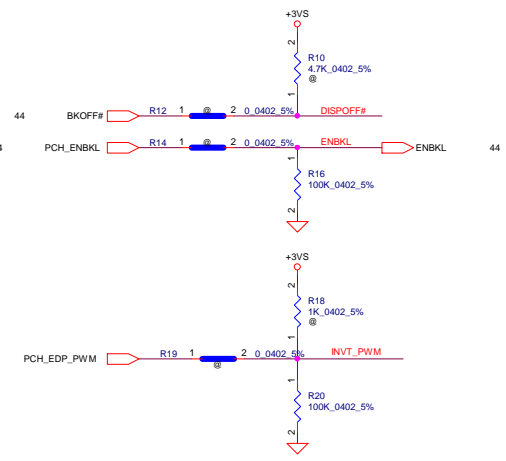 +3VS
2
R10
4.7K_0402_5%
@
1
44 BKOFF# R12 1 @ 2 0_0402_5% DISPOFF#
4 PCH_ENBKL R14 1 @ 2 0_0402_5% ENBKL ENBKL 44
1
R16
100K_0402_5%
2
+3VS
2
R18
1K_0402_5%
@
1
PCH_EDP_PWM R19 1 @ 2 0_0402_5% INVT_PWM
1
R20
100K_0402_5%
2